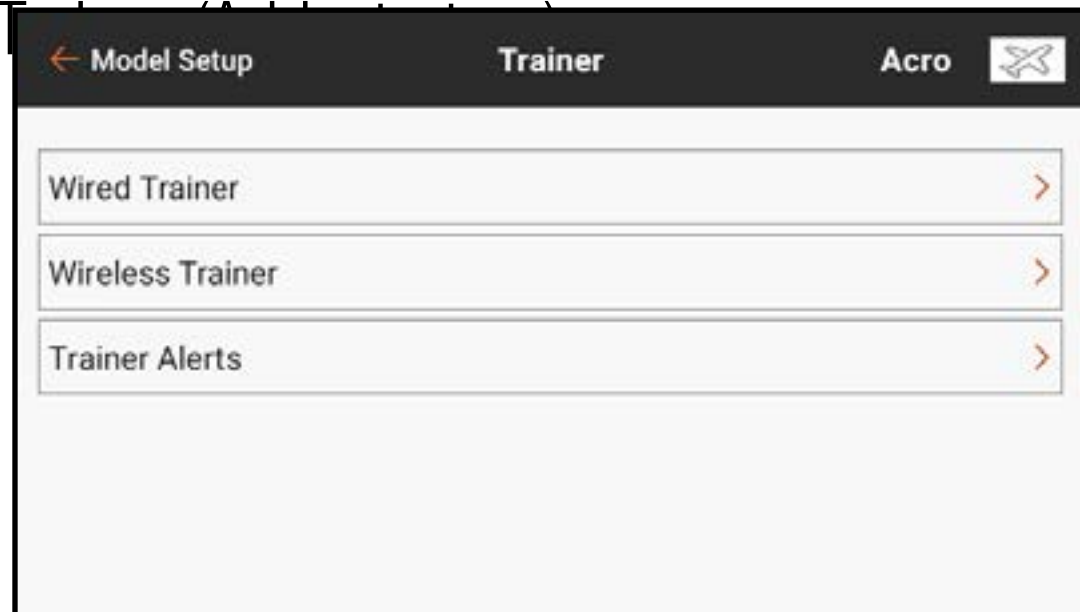 ← Model Setup Trainer Acro
Wired Trainer >
Wireless Trainer >
Trainer Alerts >